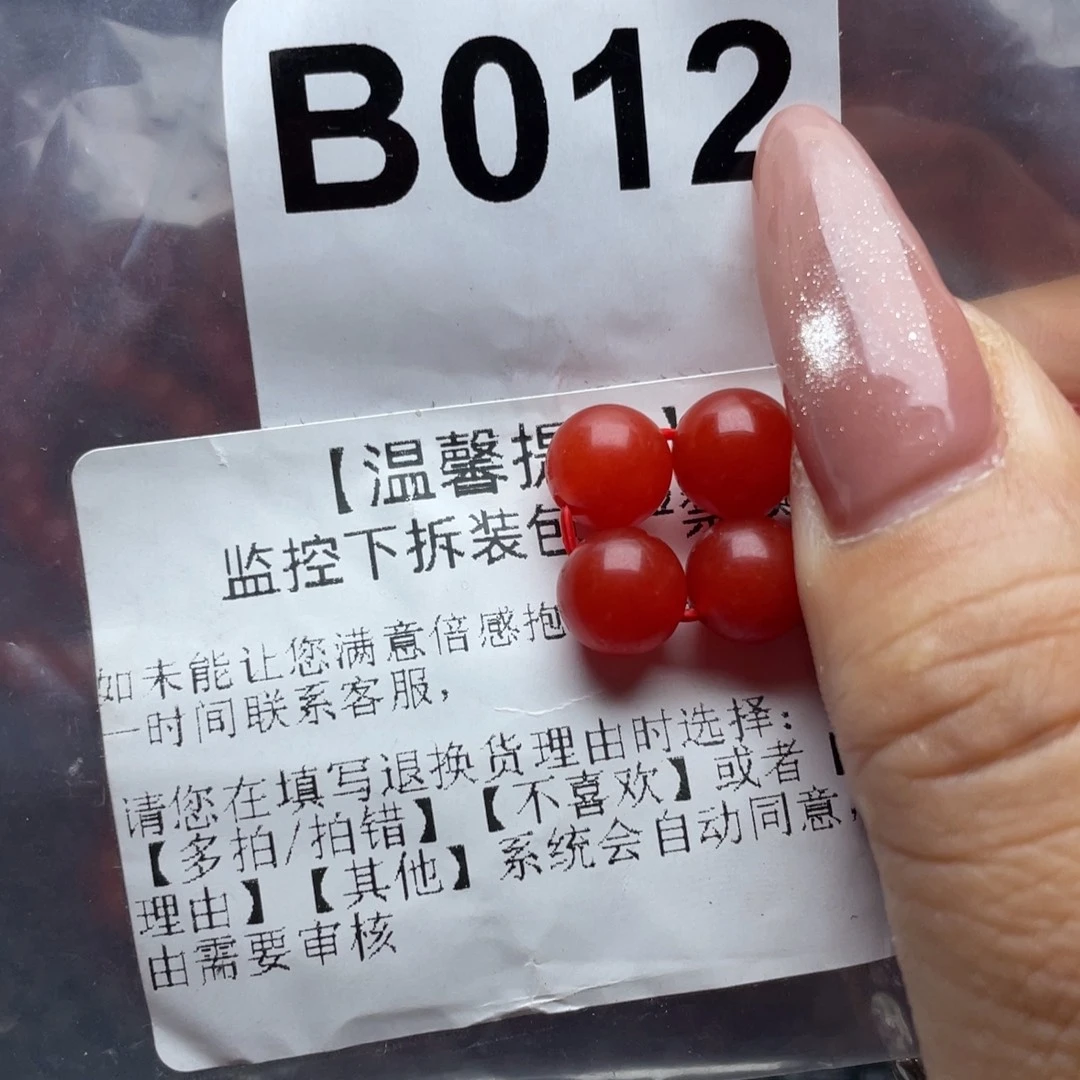 B012
【温馨提】
监控下拆装包
如未能让您满意倍感抱
一时间联系客服，
请您在填写退换货理由时选择：
【多拍/拍错】【不喜欢】或者【
理由】【其他】系统会自动同意，
由需要审核